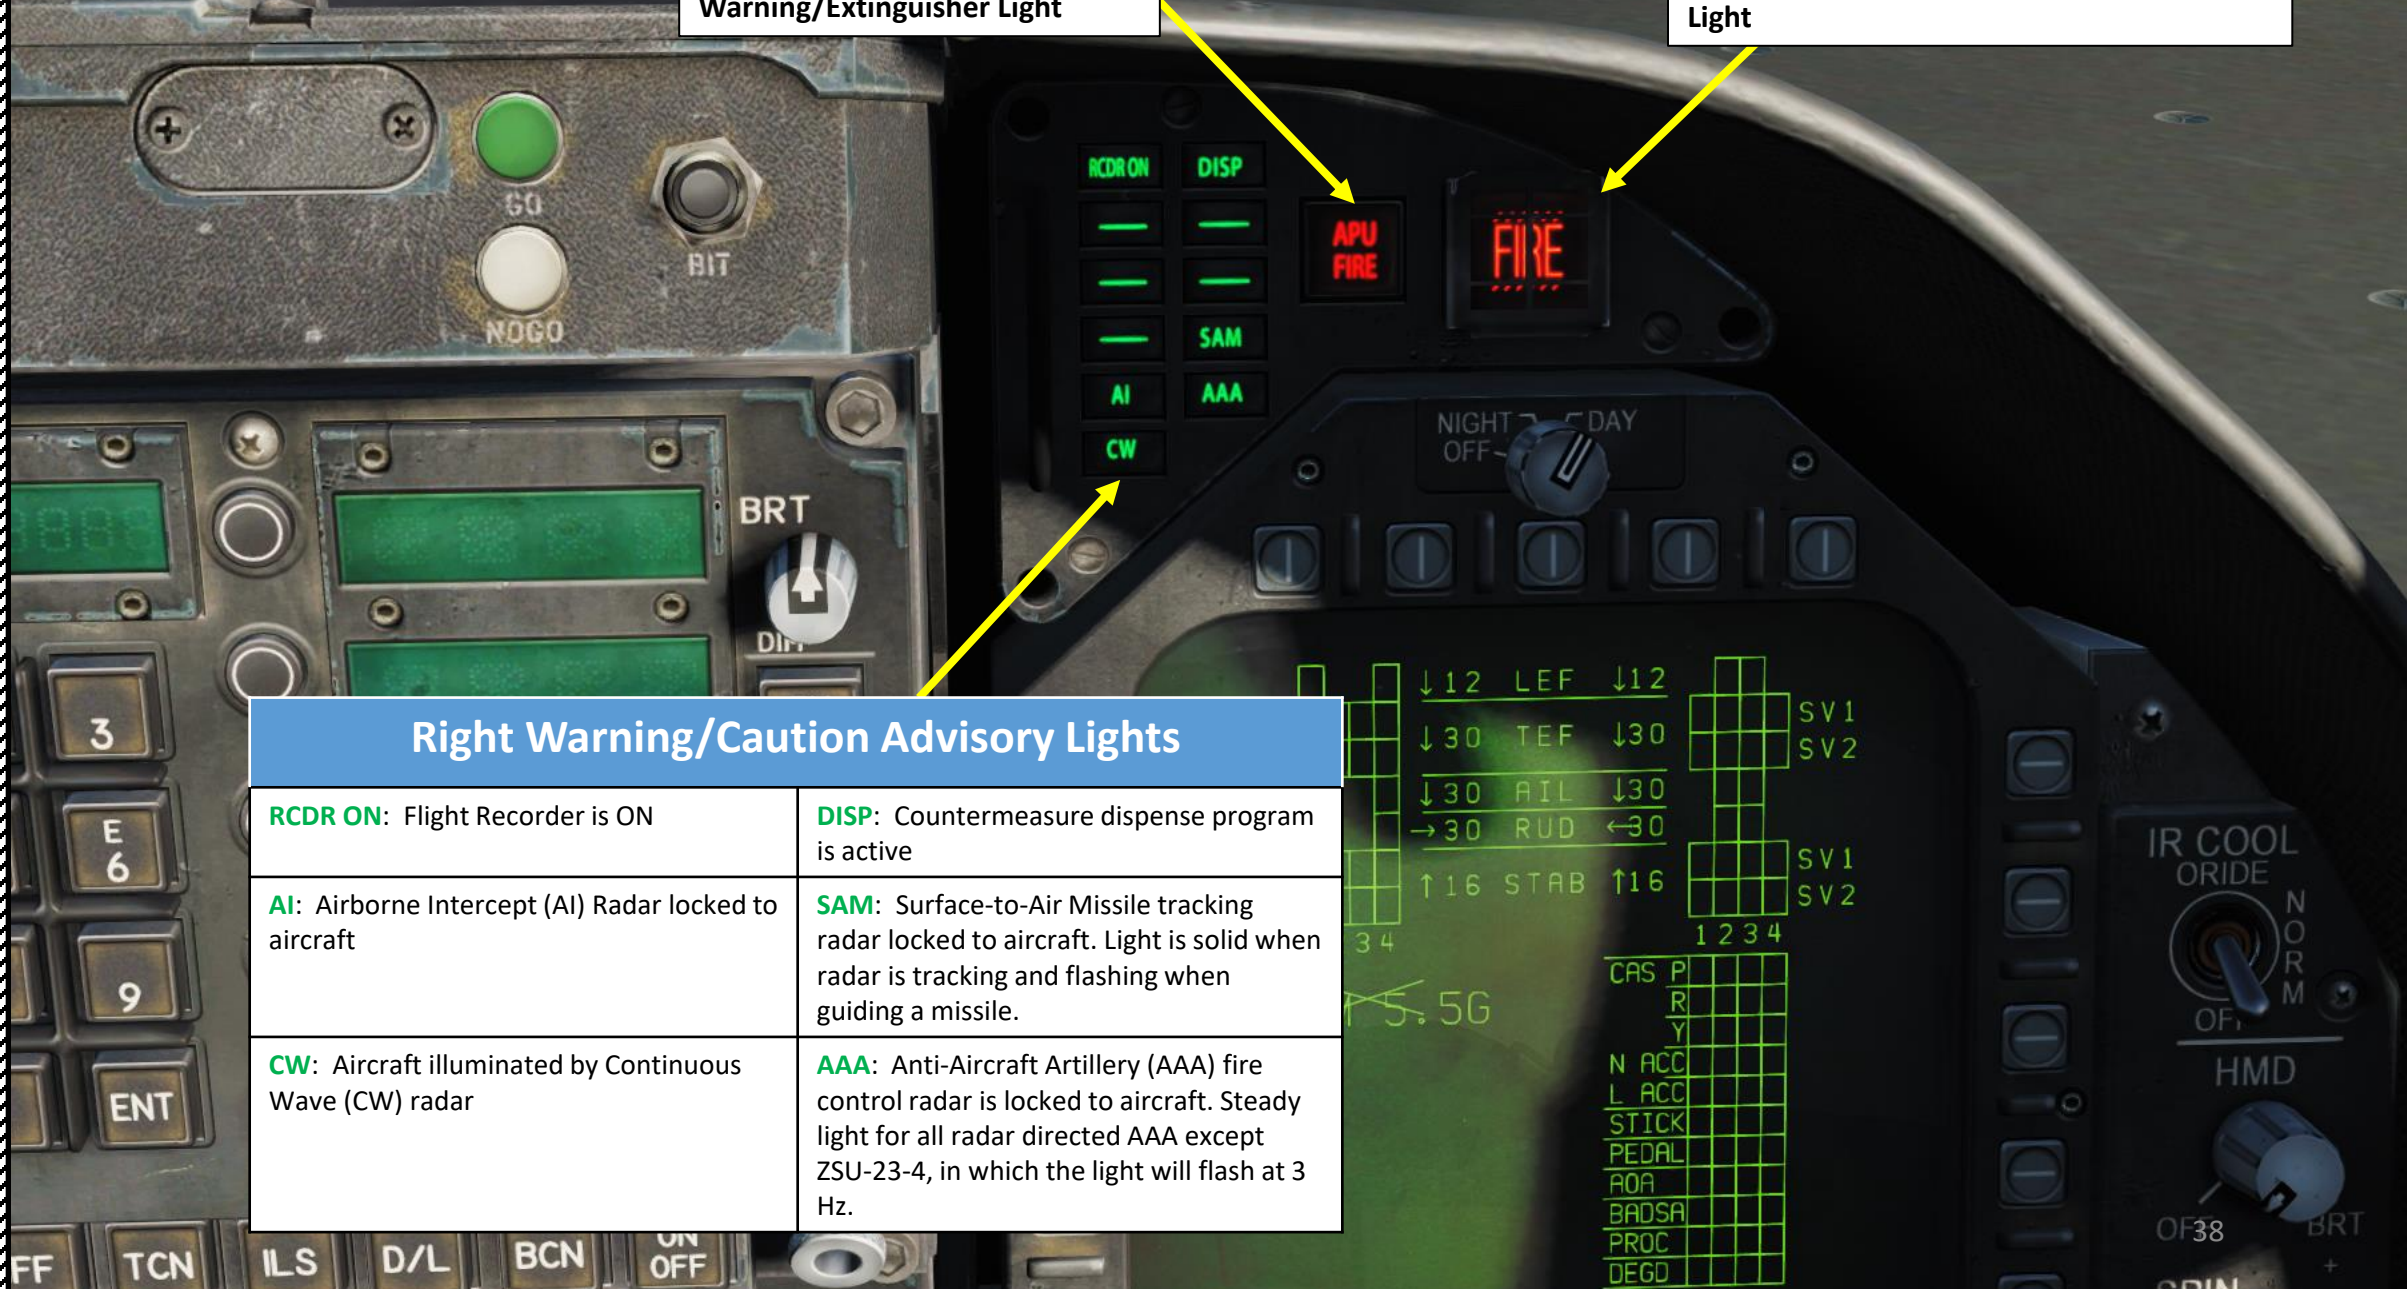 Warning/Extinguisher Light
Light
GO
BIT
NOGO
RCDR ON DISP
APU
FIRE
FIRE
SAM
AI AAA
CW
NIGHT DAY
OFF
BRT
DIM
3
E
6
9
ENT
TCN
ILS
D/L
BCN
ON
OFF
Right Warning/Caution Advisory Lights
RCDR ON: Flight Recorder is ON
DISP: Countermeasure dispense program
is active
AI: Airborne Intercept (AI) Radar locked to
aircraft
SAM: Surface-to-Air Missile tracking
radar locked to aircraft. Light is solid when
radar is tracking and flashing when
guiding a missile.
CW: Aircraft illuminated by Continuous
Wave (CW) radar
AAA: Anti-Aircraft Artillery (AAA) fire
control radar is locked to aircraft. Steady
light for all radar directed AAA except
ZSU-23-4, in which the light will flash at 3
Hz.
↓12 LEF ↓12
↓30 TEF ↓30
↓30 AIL ↓30
→30 RUD ←30
↑16 STAB ↑16
SV1
SV2
SV1
SV2
3 4
1 2 3 4
5.5G
CAS P
R
Y
N ACC
L ACC
STICK
PEDAL
AOA
BADSA
PROC
DEGD
IR COOL
ORIDE
NORM
OFF
HMD
OFF
BRT
38
SPIN